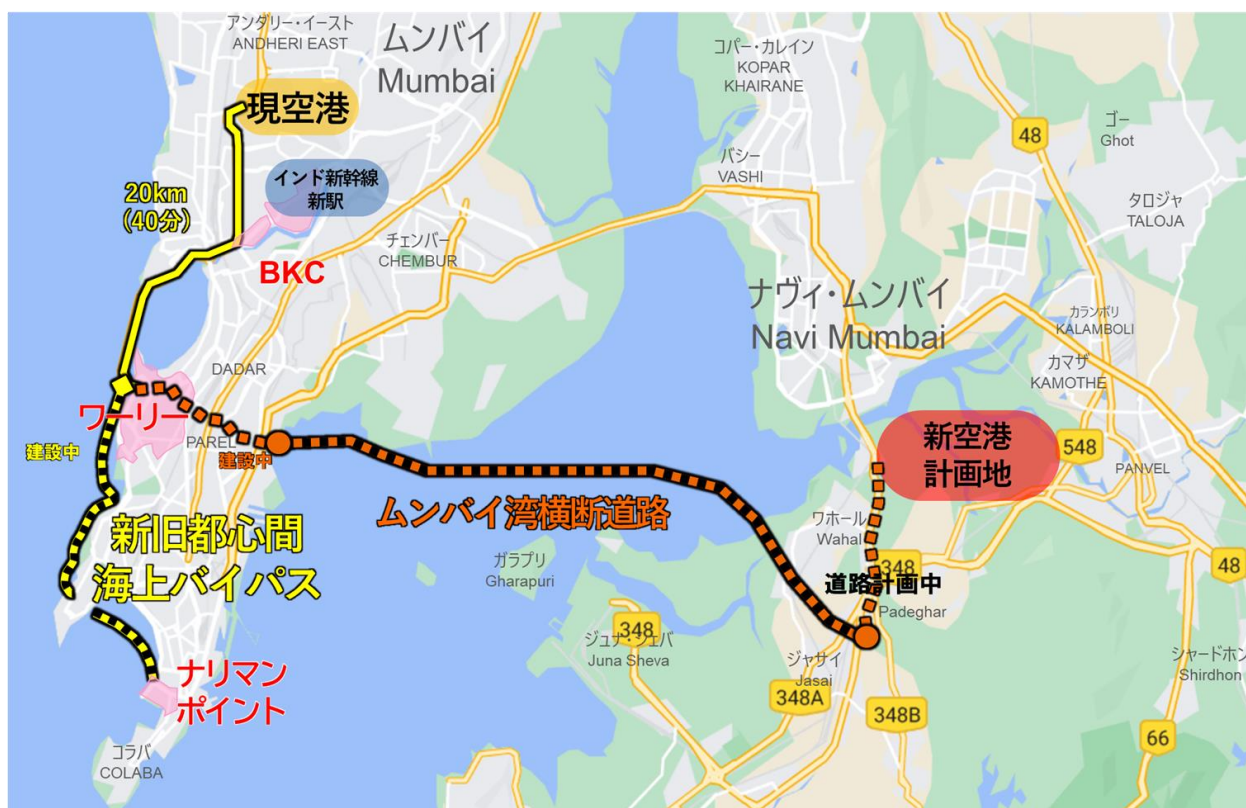 アンダリー・イースト
ANDHERI EAST
ムンバイ
Mumbai
コパー・カレイン
KOPAR
KHAIRANE
現空港
48
ゴー
Ghot
バシー
VASHI
インド新幹線
新駅
20km
(40分)
タロジャ
TALOJA
チェンバー
CHEMBUR
BKC
ナヴィ・ムンバイ
Navi Mumbai
カランボリ
KALAMBOLI
カマザ
KAMOTHE
DADAR
ワーリー
PAREL
建設中
建設中
新空港
計画地
548
PANVEL
ムンバイ湾横断道路
ワホール
Wahal
新旧都心間
海上バイパス
ガラプリ
Gharapuri
348
48
道路計画中
Padeghar
348
ジュナ・シェバ
Juna Sheva
ジャサイ
Jasai
シャードホン
Shirdhon
ナリマン
ポイント
348A
348B
66
コラバ
COLABA